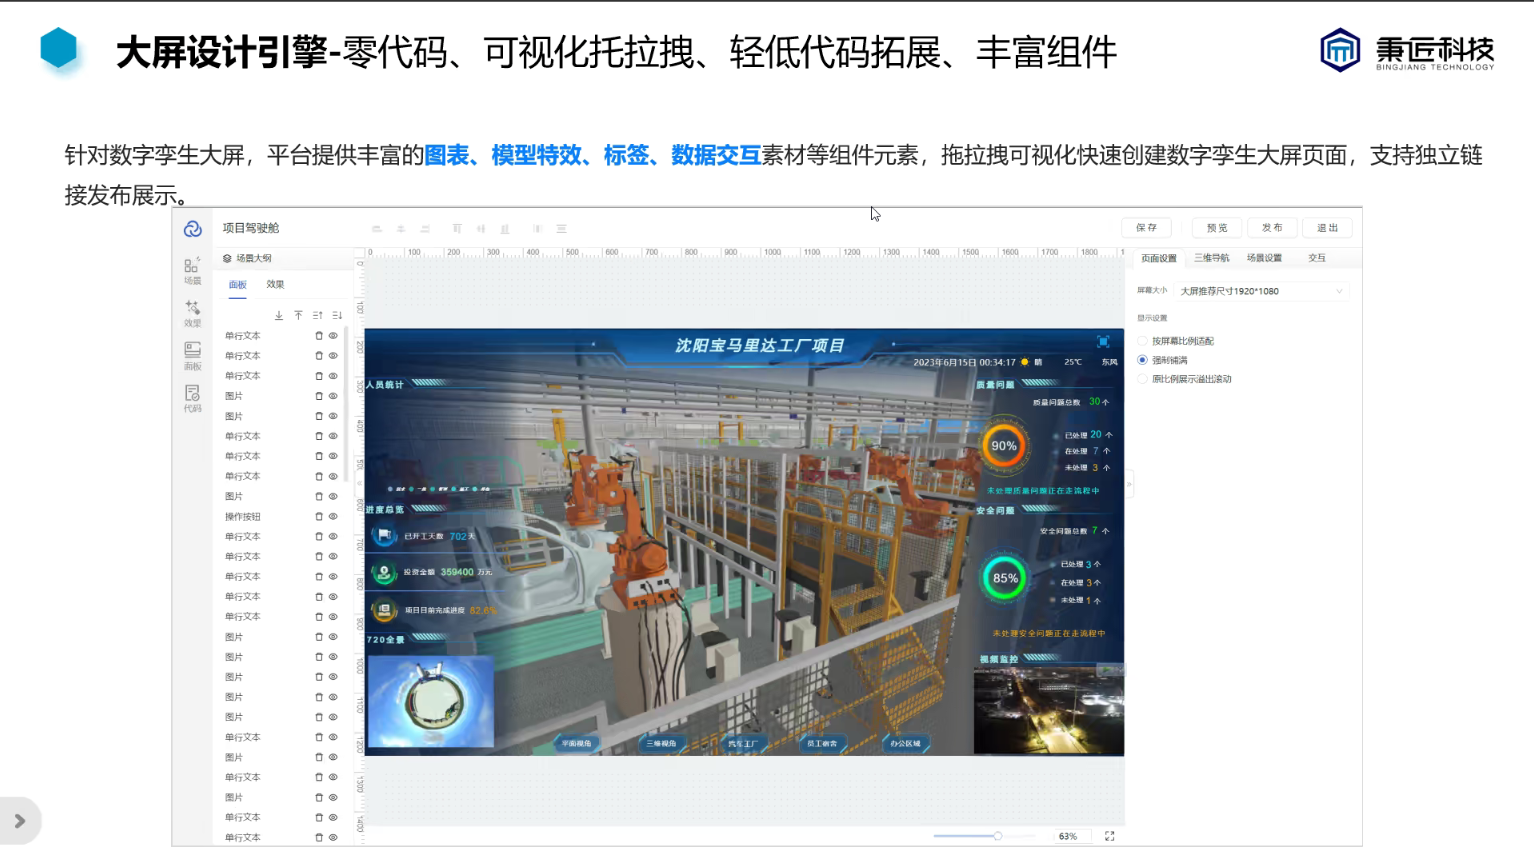 大屏设计引擎-零代码、可视化托拉拽、轻低代码拓展、丰富组件
秉匠科技
BINGJIANG TECHNOLOGY
针对数字孪生大屏，平台提供丰富的图表、模型特效、标签、数据交互素材等组件元素，拖拉拽可视化快速创建数字孪生大屏页面，支持独立链
接发布展示。
项目驾驶舱
保存
预览
发布
退出
场景
效果
面板
代码
场景大纲
面板 效果
单行文本
单行文本
单行文本
图片
图片
单行文本
单行文本
单行文本
图片
操作按钮
单行文本
单行文本
单行文本
单行文本
单行文本
图片
图片
图片
图片
图片
单行文本
图片
单行文本
图片
单行文本
单行文本
0 100 200 300 400 500 600 700 800 900 1000 1100 1200 1300 1400 1500 1600 1700 1800
0
100
200
300
400
500
600
700
800
900
1000
1100
1200
1300
1400
沈阳宝马里达工厂项目
2023年6月15日 00:34:17 晴 25℃ 东风
人员统计
进度总览
已开工天数 702天
投资金额 359400 万元
项目目前完成进度 82.6%
720全景
质量问题
质量问题总数 30 个
90%
已处理 20 个
在处理 7 个
未处理 3 个
未处理质量问题正在走流程中
安全问题
安全问题总数 7 个
85%
已处理 3 个
在处理 3 个
未处理 1 个
未处理安全问题正在走流程中
视频监控
平面视角
三维视角
汽车工厂
员工宿舍
办公区域
页面设置 三维导航 场景设置 交互
屏幕大小 大屏推荐尺寸1920*1080
显示设置
按屏幕比例适配
强制铺满
原比例展示溢出滚动
63%